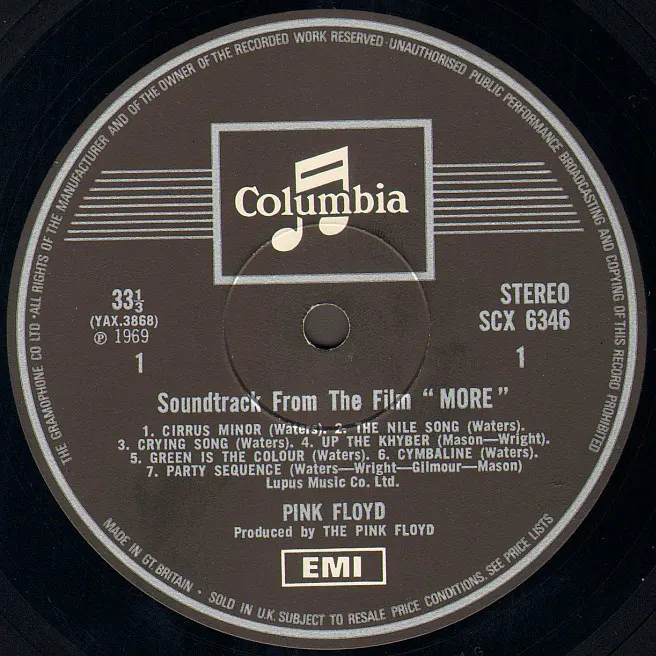 THE GRAMOPHONE CO LTD · ALL RIGHTS OF THE MANUFACTURER AND OF THE OWNER OF THE RECORDED WORK RESERVED · UNAUTHORISED PUBLIC PERFORMANCE BROADCASTING AND COPYING OF THIS RECORD PROHIBITED
Columbia
33⅓
(YAX.3868)
℗ 1969
1
STEREO
SCX 6346
1
Soundtrack From The Film “MORE”
1. CIRRUS MINOR (Waters). 2. THE NILE SONG (Waters).
3. CRYING SONG (Waters). 4. UP THE KHYBER (Mason—Wright).
5. GREEN IS THE COLOUR (Waters). 6. CYMBALINE (Waters).
7. PARTY SEQUENCE (Waters—Wright—Gilmour—Mason)
Lupus Music Co. Ltd.
PINK FLOYD
Produced by THE PINK FLOYD
EMI
MADE IN GT. BRITAIN · SOLD IN U.K. SUBJECT TO RESALE PRICE CONDITIONS, SEE PRICE LISTS